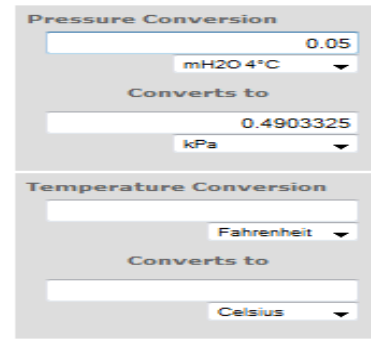 Pressure Conversion
0.05
mH2O 4°C
Converts to
0.4903325
kPa
Temperature Conversion
Fahrenheit
Converts to
Celsius